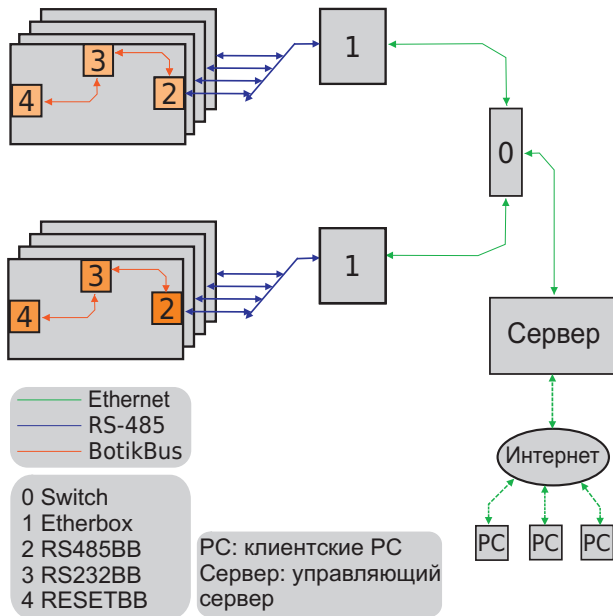 3
4
2
1
0
3
4
2
1
Сервер
Ethernet
RS-485
BotikBus
Интернет
0 Switch
1 Etherbox
2 RS485BB
3 RS232BB
4 RESETBB
PC: клиентские PC
Сервер: управляющий
сервер
PC
PC
PC